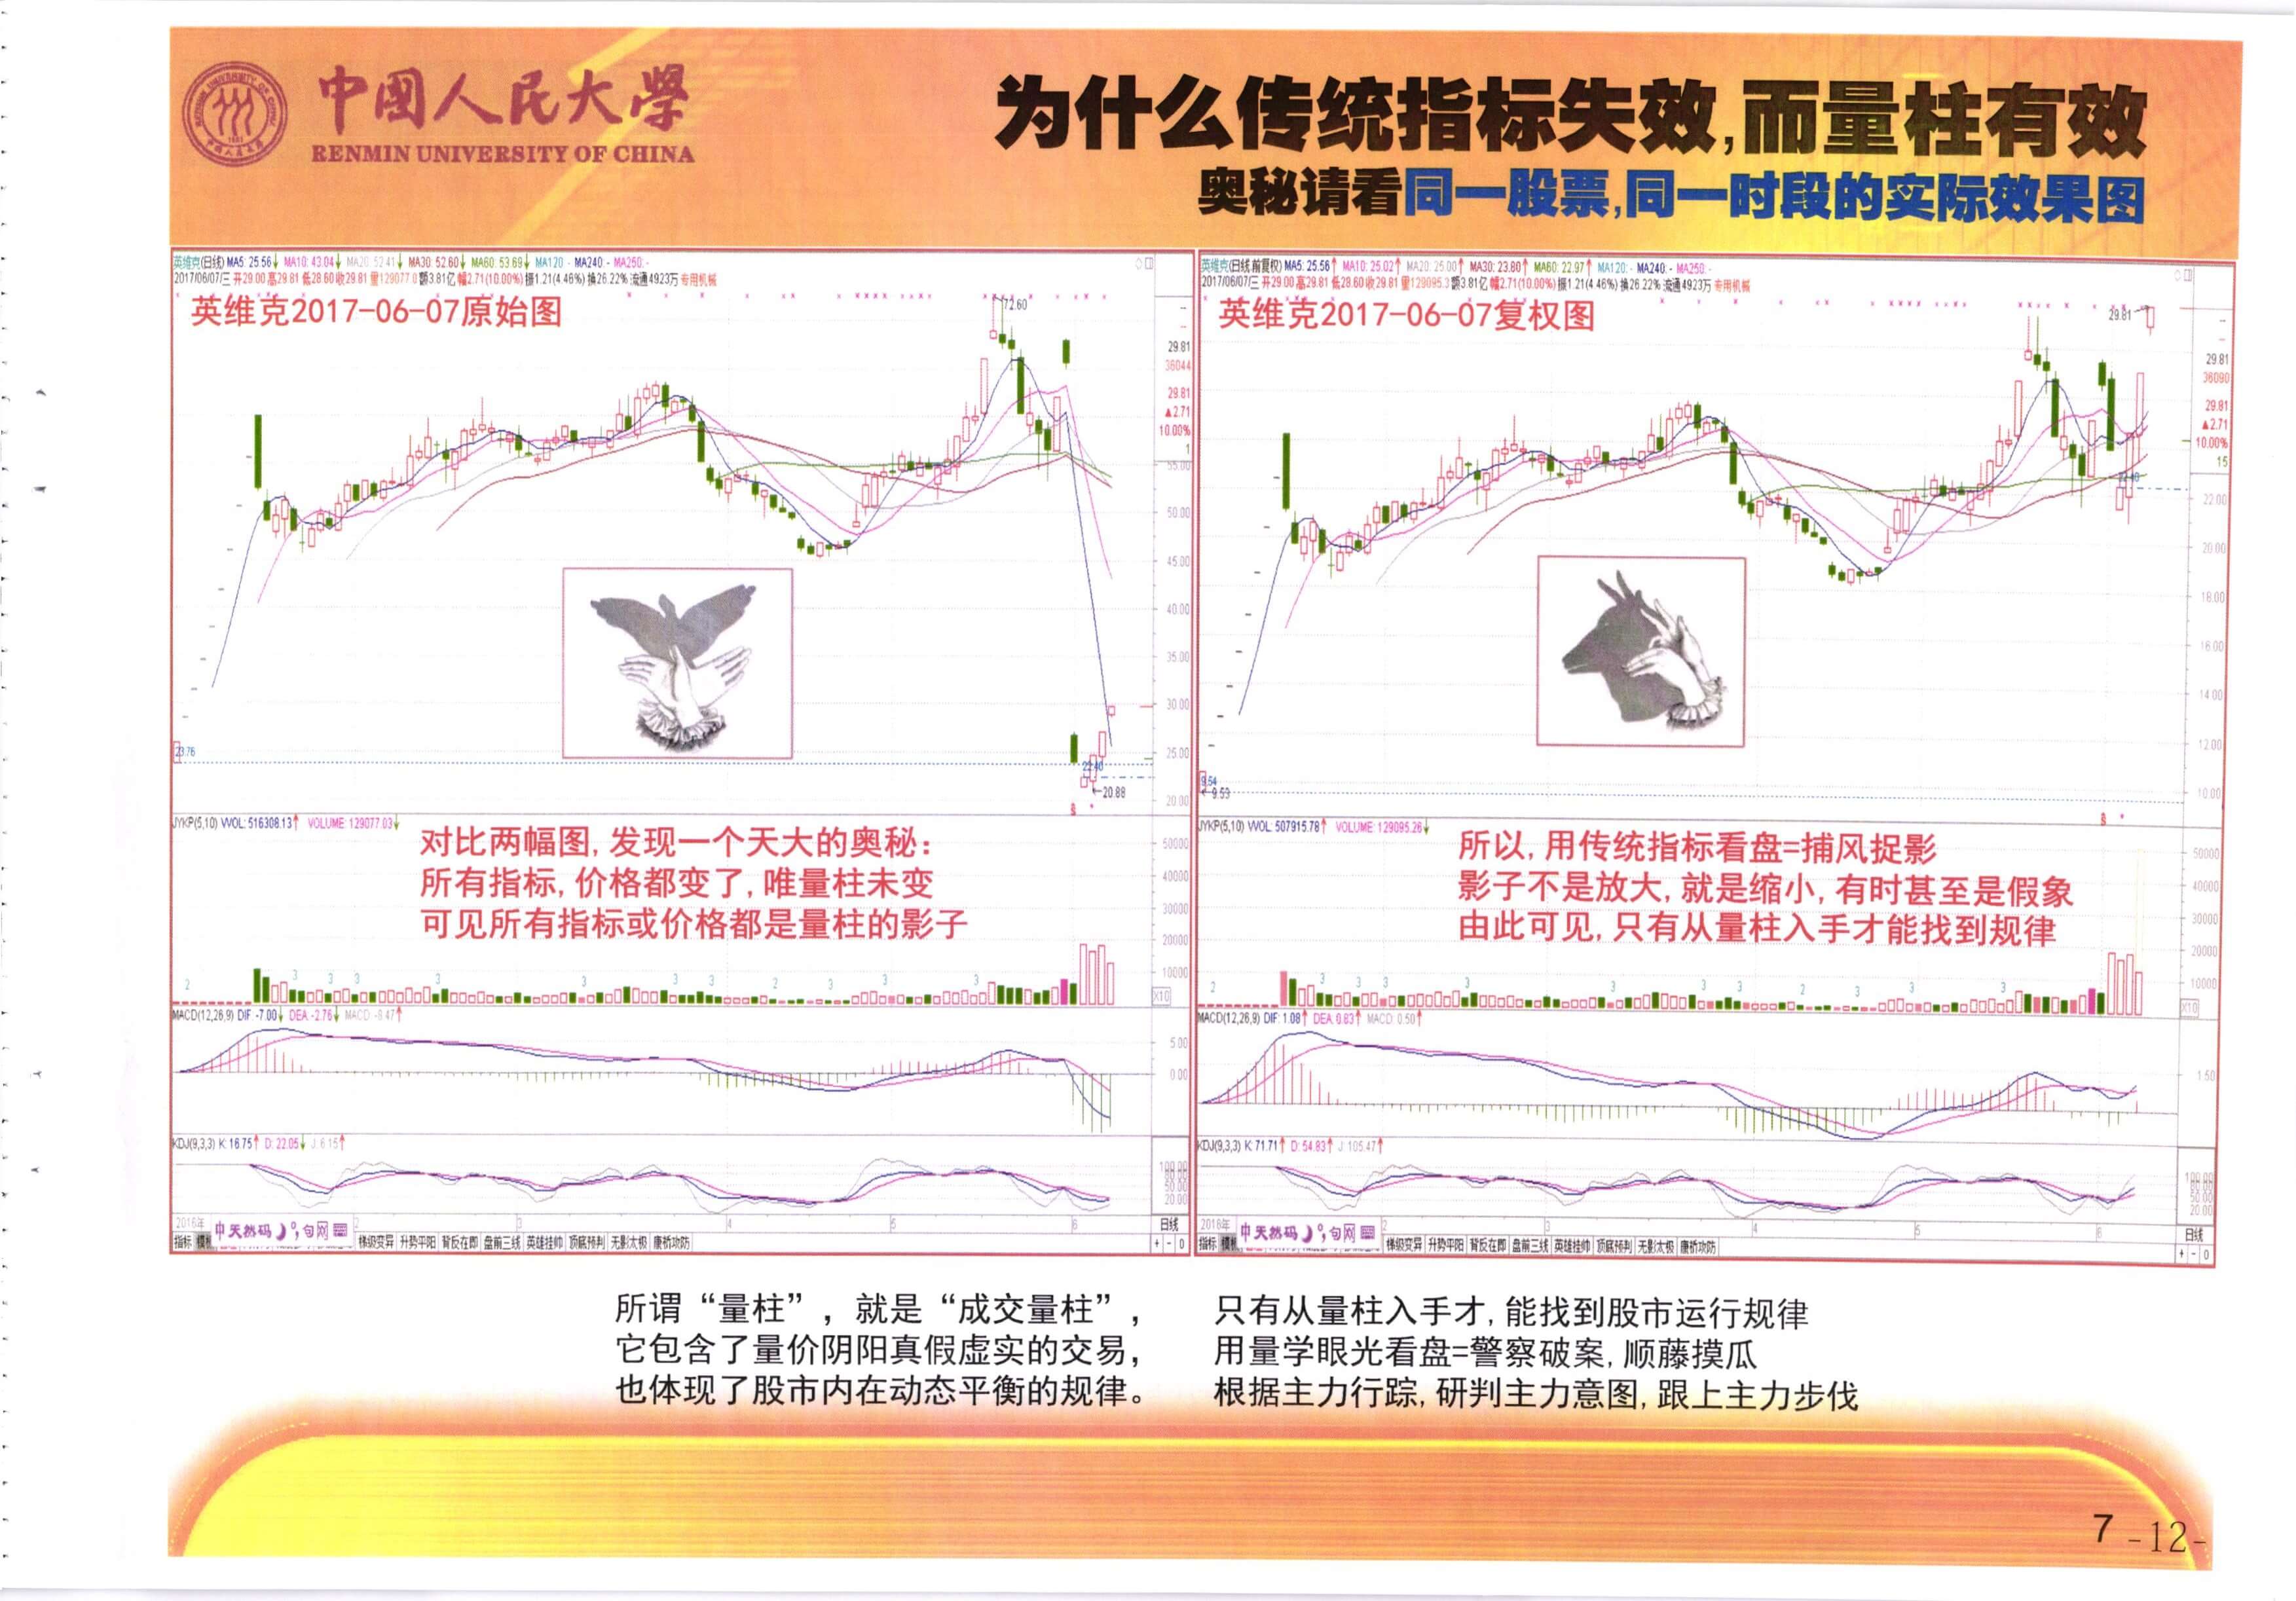 中國人民大學
RENMIN UNIVERSITY OF CHINA
为什么传统指标失效,而量柱有效
奥秘请看同一股票,同一时段的实际效果图
英维克(日线) MA5: 25.56↓ MA10: 43.04↓ MA20: 52.41↓ MA30: 52.60↓ MA60: 53.69↓ MA120: - MA240: - MA250: -
2017/06/07/三 开29.00 高29.81 低28.60 收29.81 量129077.0 额3.81亿 幅2.71(10.00%) 振1.21(4.46%) 换26.22% 流通4923万 专用机械
英维克2017-06-07原始图
72.60
29.81
36044
29.81
▲2.71
10.00%
1
55.00
50.00
45.00
40.00
35.00
30.00
25.00
20.00
23.76
22.40
20.88
JYKP(5,10) VVOL: 516308.13↑ VOLUME: 129077.03↓
对比两幅图,发现一个天大的奥秘:
所有指标,价格都变了,唯量柱未变
可见所有指标或价格都是量柱的影子
50000
40000
30000
20000
10000
X10
MACD(12,26,9) DIF: -7.00↓ DEA: -2.76↓ MACD: -8.47↑
5.00
0.00
KDJ(9,3,3) K: 16.75↑ D: 22.05↓ J: 6.15↑
100.00
50.00
20.00
2016年
中天然码
句网
2
3
4
5
6
日线
指标
梯级变异 升势平阳 背反在即 盘前三线 英雄挂帅 顶底预判 无影太极 康桥攻防
+ - 0
英维克(日线.前复权) MA5: 25.56↑ MA10: 25.02↑ MA20: 25.00↑ MA30: 23.80↑ MA60: 22.97↑ MA120: - MA240: - MA250: -
2017/06/07/三 开29.00 高29.81 低28.60 收29.81 量129095.3 额3.81亿 幅2.71(10.00%) 振1.21(4.46%) 换26.22% 流通4923万 专用机械
英维克2017-06-07复权图
29.81
29.81
36090
29.81
▲2.71
10.00%
15
22.00
20.00
18.00
16.00
14.00
12.00
10.00
22.40
9.54
9.53
JYKP(5,10) VVOL: 507915.78↑ VOLUME: 129095.26↓
所以,用传统指标看盘=捕风捉影
影子不是放大,就是缩小,有时甚至是假象
由此可见,只有从量柱入手才能找到规律
50000
40000
30000
20000
10000
X10
MACD(12,26,9) DIF: 1.08↑ DEA: 0.83↑ MACD: 0.50↑
1.50
KDJ(9,3,3) K: 71.71↑ D: 54.83↑ J: 105.47↑
100.00
50.00
20.00
2016年
中天然码
句网
2
3
4
5
6
日线
指标
梯级变异 升势平阳 背反在即 盘前三线 英雄挂帅 顶底预判 无影太极 康桥攻防
+ - 0
所谓“量柱”，就是“成交量柱”，
它包含了量价阴阳真假虚实的交易，
也体现了股市内在动态平衡的规律。
只有从量柱入手才,能找到股市运行规律
用量学眼光看盘=警察破案,顺藤摸瓜
根据主力行踪,研判主力意图,跟上主力步伐
7 -12-